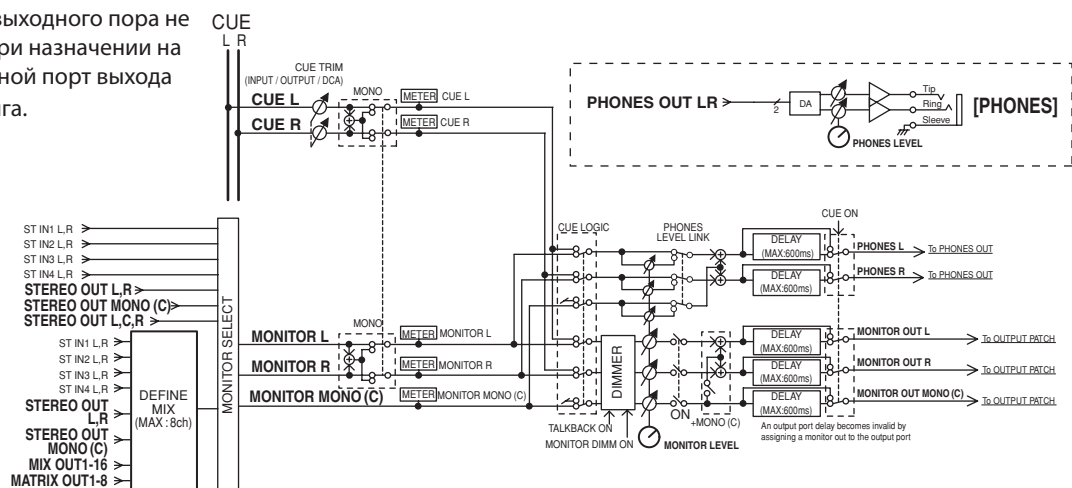 выходного пора не
ри назначении на
ной порт выхода
га.
CUE
L R
CUE TRIM
(INPUT / OUTPUT / DCA)
MONO
CUE L
METER CUE L
CUE R
METER CUE R
PHONES OUT LR
2
DA
Tip
Ring
Sleeve
[PHONES]
PHONES LEVEL
ST IN1 L,R
ST IN2 L,R
ST IN3 L,R
ST IN4 L,R
STEREO OUT L,R
STEREO OUT MONO (C)
STEREO OUT L,C,R
ST IN1 L,R
ST IN2 L,R
ST IN3 L,R
ST IN4 L,R
STEREO OUT
L,R
STEREO OUT
MONO (C)
MIX OUT1-16
MATRIX OUT1-8
DEFINE
MIX
(MAX : 8ch)
MONITOR SELECT
MONO
MONITOR L
METER MONITOR L
MONITOR R
METER MONITOR R
MONITOR MONO (C)
METER MONITOR MONO (C)
CUE LOGIC
PHONES
LEVEL LINK
CUE ON
DELAY
(MAX:600ms)
PHONES L
To PHONES OUT
DELAY
(MAX:600ms)
PHONES R
To PHONES OUT
DIMMER
DELAY
(MAX:600ms)
MONITOR OUT L
To OUTPUT PATCH
DELAY
(MAX:600ms)
MONITOR OUT R
To OUTPUT PATCH
DELAY
(MAX:600ms)
MONITOR OUT MONO (C)
To OUTPUT PATCH
TALKBACK ON
MONITOR DIMM ON
ON
+MONO (C)
MONITOR LEVEL
An output port delay becomes invalid by
assigning a monitor out to the output port